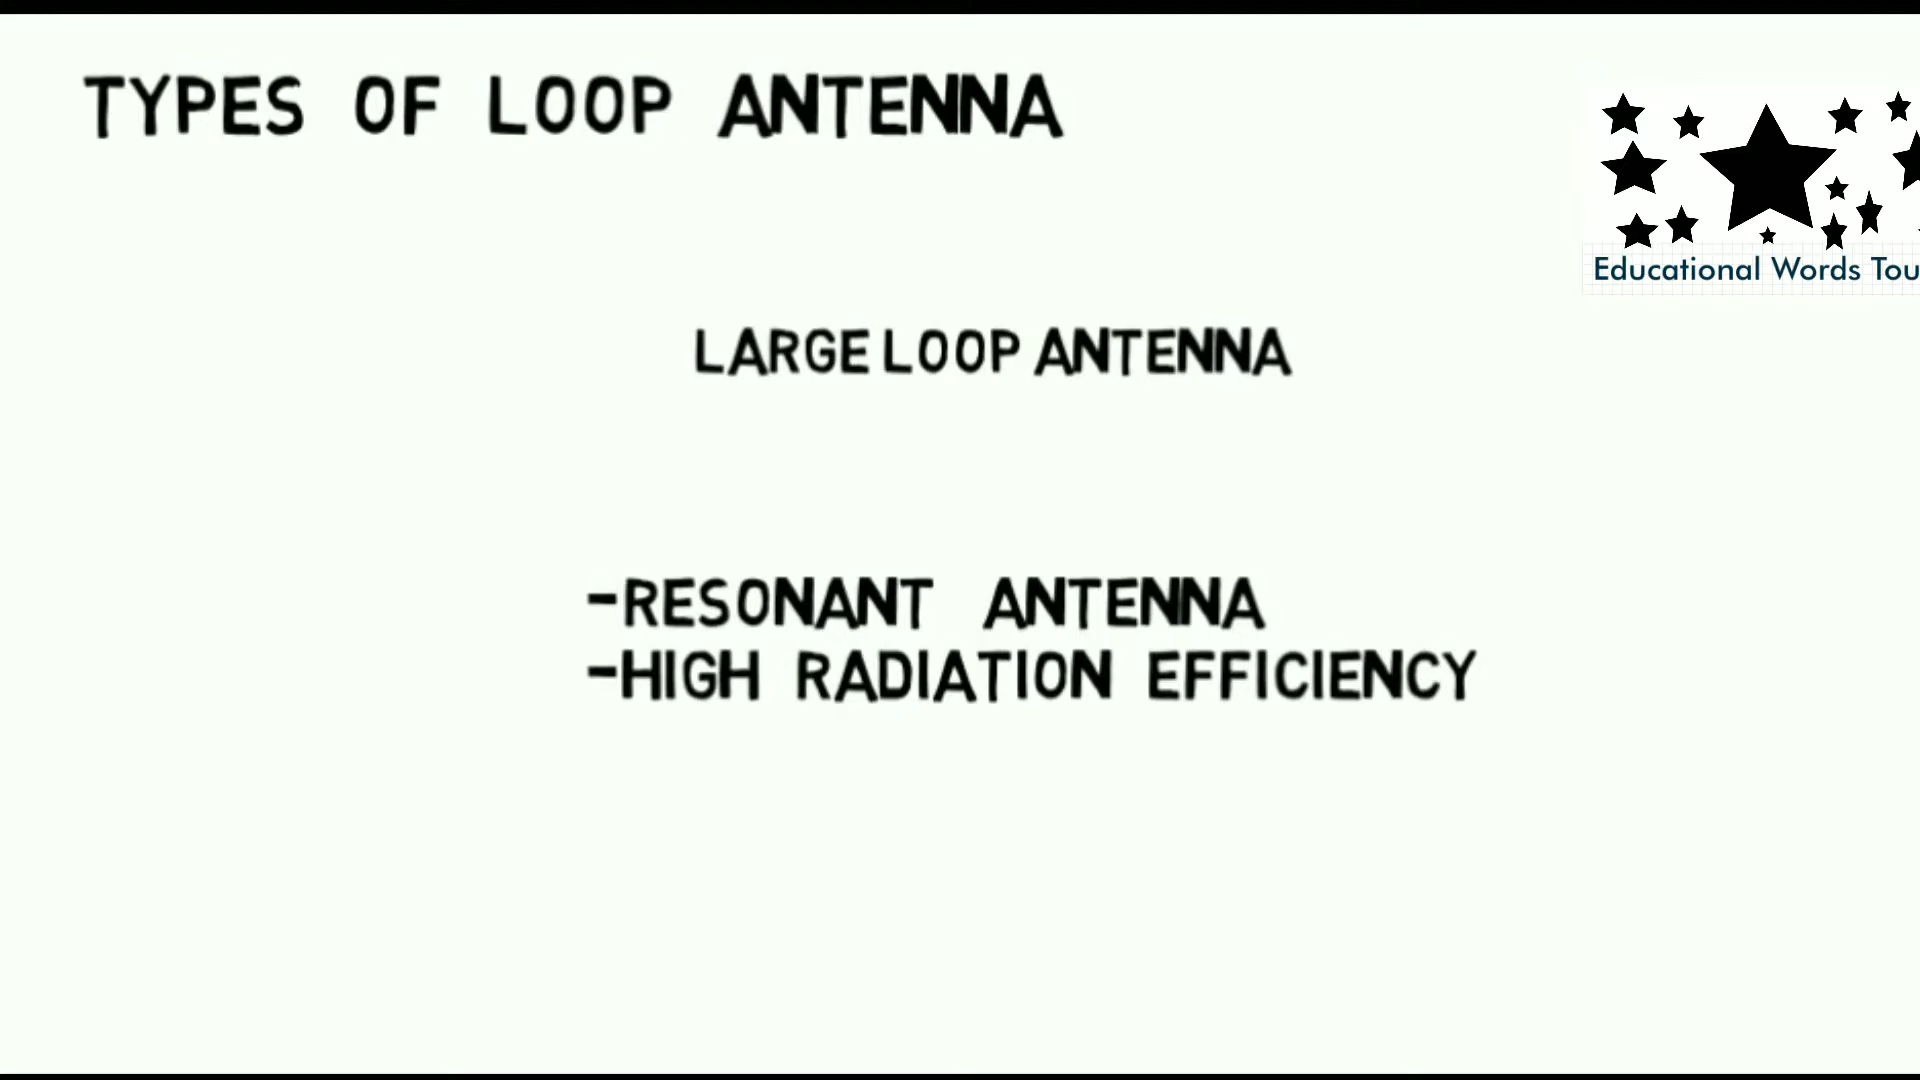 TYPES OF LOOP ANTENNA
Educational Words Tou
LARGE LOOP ANTENNA
-RESONANT ANTENNA
-HIGH RADIATION EFFICIENCY